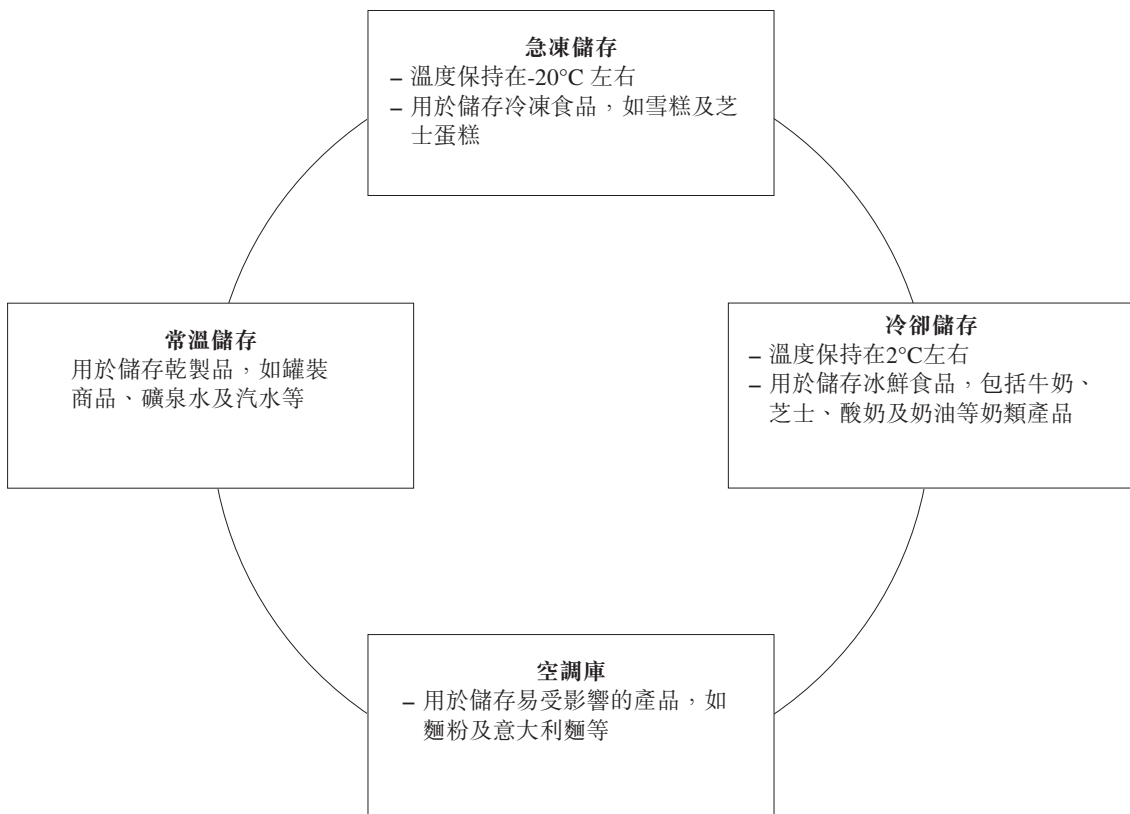 急凍儲存
– 溫度保持在-20°C 左右
– 用於儲存冷凍食品，如雪糕及芝
士蛋糕
常溫儲存
用於儲存乾製品，如罐裝
商品、礦泉水及汽水等
冷卻儲存
– 溫度保持在2°C左右
– 用於儲存冰鮮食品，包括牛奶、
芝士、酸奶及奶油等奶類產品
空調庫
– 用於儲存易受影響的產品，如
麵粉及意大利麵等